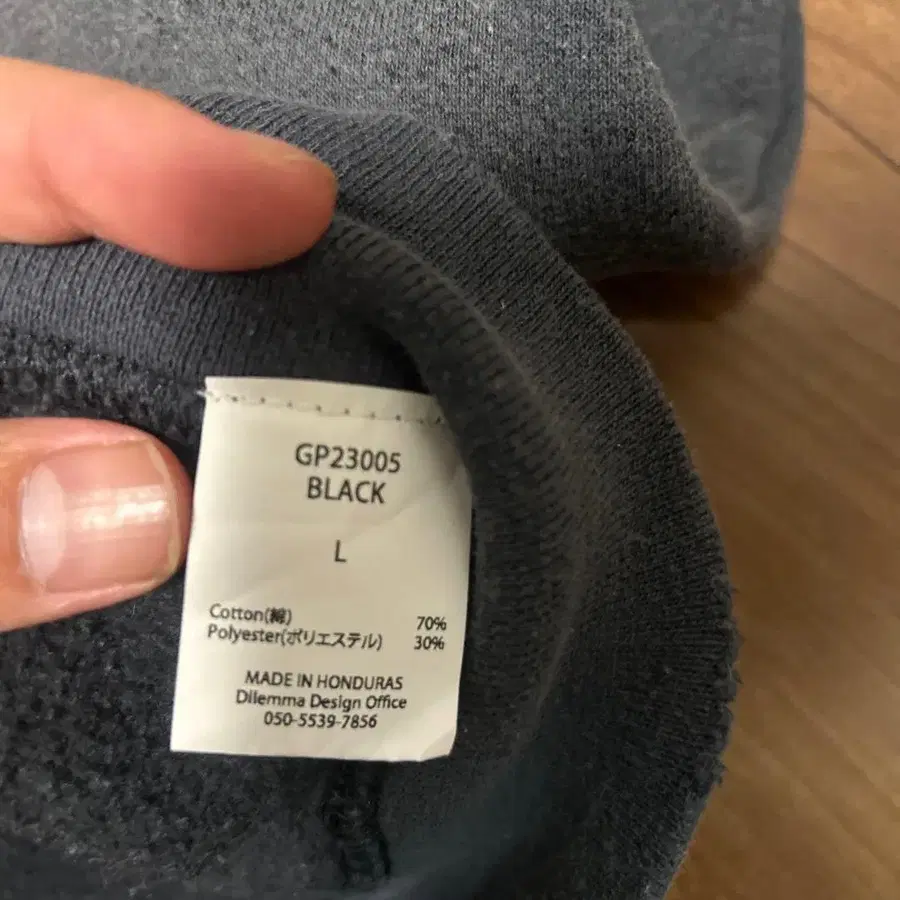 GP23005
BLACK
L
Cotton(綿) 70%
Polyester(ポリエステル) 30%
MADE IN HONDURAS
Dilemma Design Office
050-5539-7856